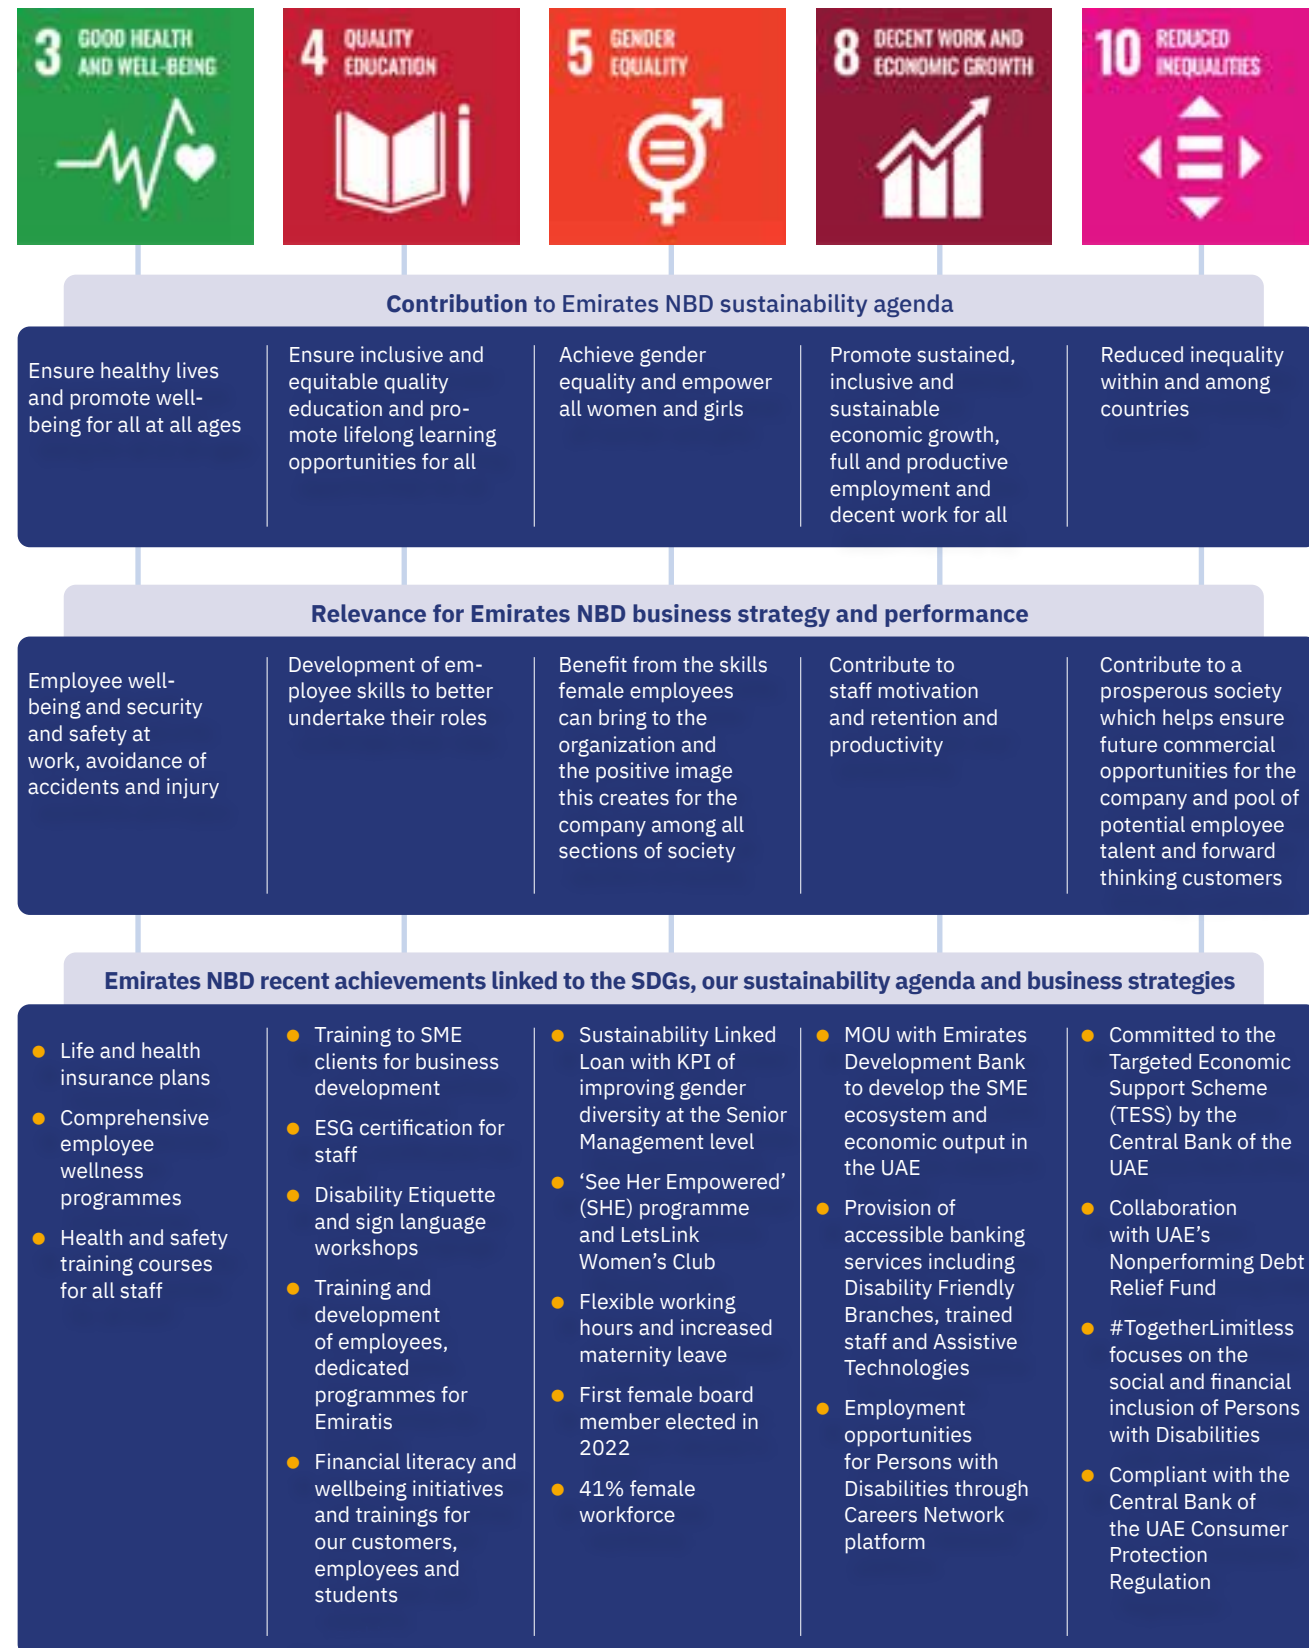 3 GOOD HEALTH
AND WELL-BEING
4 QUALITY
EDUCATION
5 GENDER
EQUALITY
8 DECENT WORK AND
ECONOMIC GROWTH
10 REDUCED
INEQUALITIES
Contribution to Emirates NBD sustainability agenda
Ensure healthy lives
and promote well-
being for all at all ages
Ensure inclusive and
equitable quality
education and pro-
mote lifelong learning
opportunities for all
Achieve gender
equality and empower
all women and girls
Promote sustained,
inclusive and
sustainable
economic growth,
full and productive
employment and
decent work for all
Reduced inequality
within and among
countries
Relevance for Emirates NBD business strategy and performance
Employee well-
being and security
and safety at
work, avoidance of
accidents and injury
Development of em-
ployee skills to better
undertake their roles
Benefit from the skills
female employees
can bring to the
organization and
the positive image
this creates for the
company among all
sections of society
Contribute to
staff motivation
and retention and
productivity
Contribute to a
prosperous society
which helps ensure
future commercial
opportunities for the
company and pool of
potential employee
talent and forward
thinking customers
Emirates NBD recent achievements linked to the SDGs, our sustainability agenda and business strategies
● Life and health
insurance plans
● Comprehensive
employee
wellness
programmes
● Health and safety
training courses
for all staff
● Training to SME
clients for business
development
● ESG certification for
staff
● Disability Etiquette
and sign language
workshops
● Training and
development
of employees,
dedicated
programmes for
Emiratis
● Financial literacy and
wellbeing initiatives
and trainings for
our customers,
employees and
students
● Sustainability Linked
Loan with KPI of
improving gender
diversity at the Senior
Management level
● ‘See Her Empowered’
(SHE) programme
and LetsLink
Women’s Club
● Flexible working
hours and increased
maternity leave
● First female board
member elected in
2022
● 41% female
workforce
● MOU with Emirates
Development Bank
to develop the SME
ecosystem and
economic output in
the UAE
● Provision of
accessible banking
services including
Disability Friendly
Branches, trained
staff and Assistive
Technologies
● Employment
opportunities
for Persons with
Disabilities through
Careers Network
platform
● Committed to the
Targeted Economic
Support Scheme
(TESS) by the
Central Bank of the
UAE
● Collaboration
with UAE’s
Nonperforming Debt
Relief Fund
● #TogetherLimitless
focuses on the
social and financial
inclusion of Persons
with Disabilities
● Compliant with the
Central Bank of
the UAE Consumer
Protection
Regulation